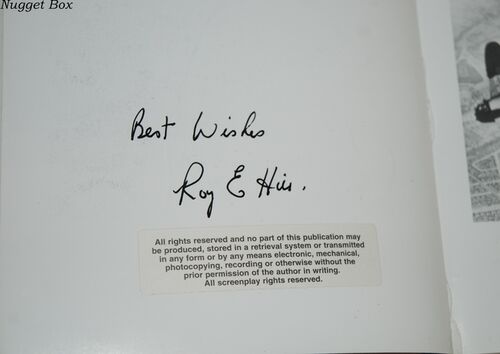 Nugget Box
Best Wishes
Roy E Hill.
All rights reserved and no part of this publication may
be produced, stored in a retrieval system or transmitted
in any form or by any means electronic, mechanical,
photocopying, recording or otherwise without the
prior permission of the author in writing.
All screenplay rights reserved.